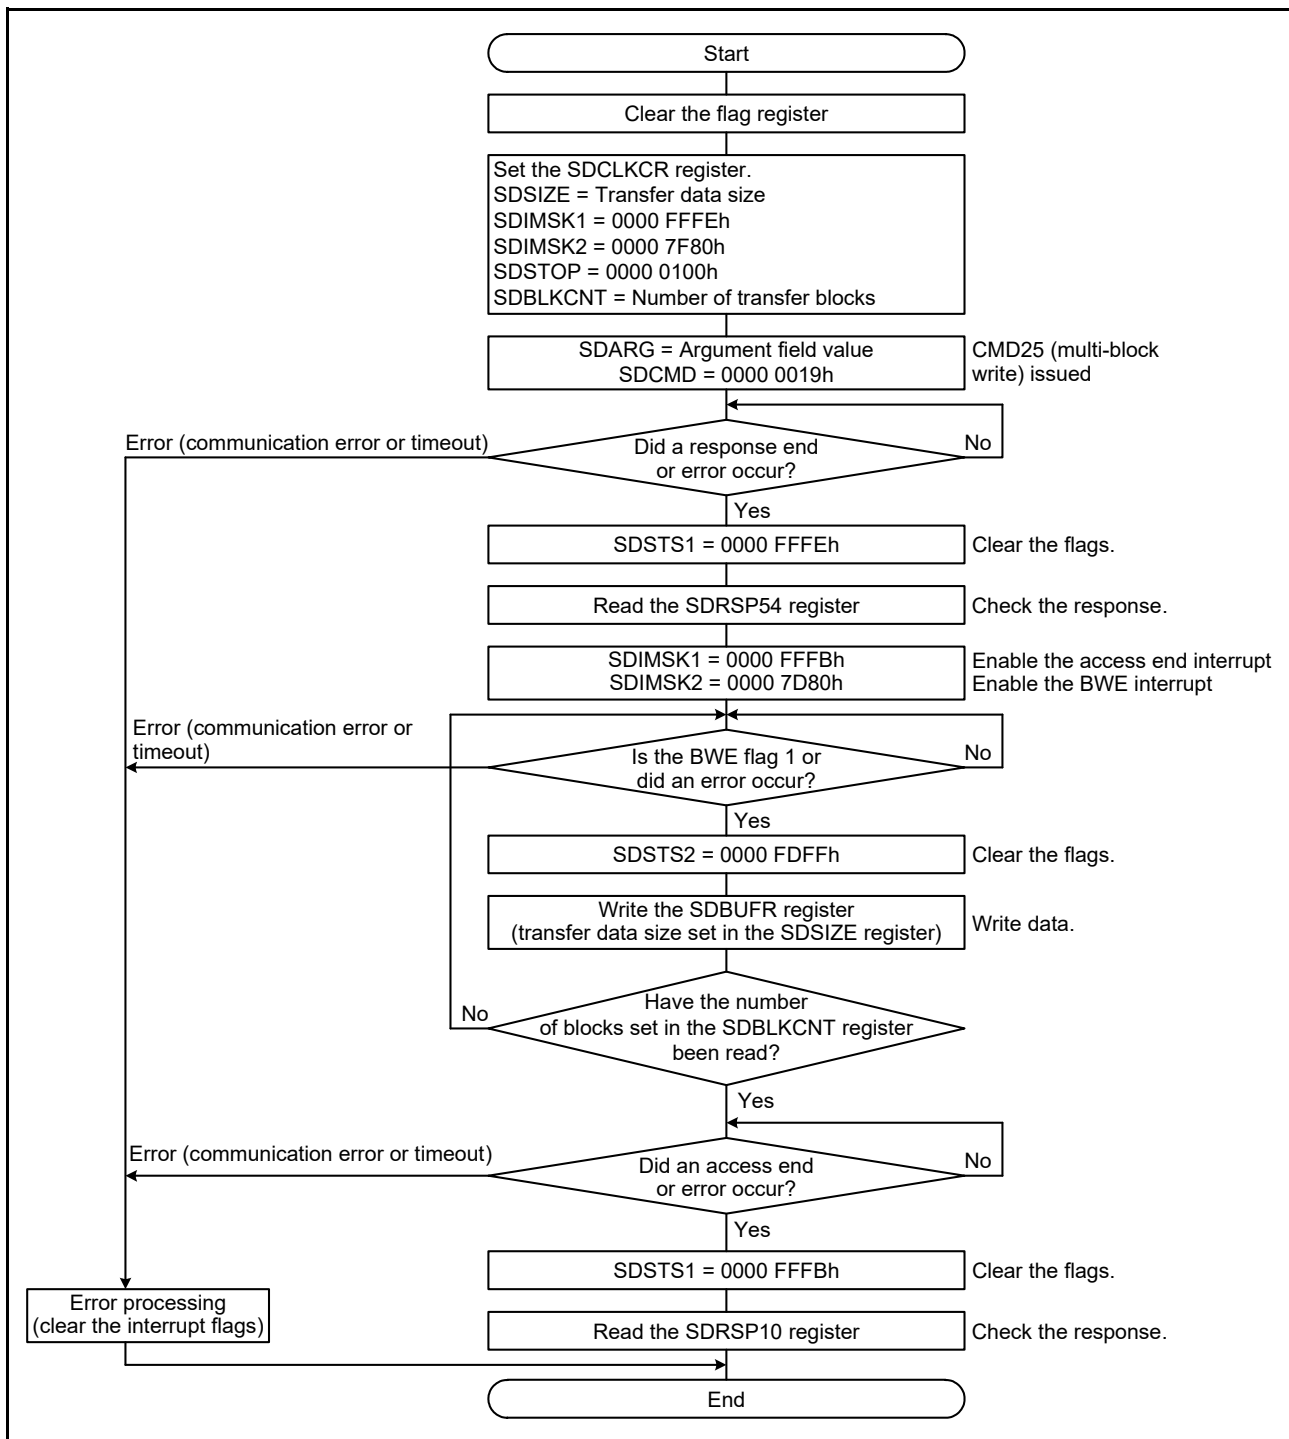 Start
Clear the flag register
Set the SDCLKCR register.
SDSIZE = Transfer data size
SDIMSK1 = 0000 FFFEh
SDIMSK2 = 0000 7F80h
SDSTOP = 0000 0100h
SDBLKCNT = Number of transfer blocks
SDARG = Argument field value
SDCMD = 0000 0019h
CMD25 (multi-block
write) issued
Error (communication error or timeout)
Did a response end
or error occur?
No
Yes
SDSTS1 = 0000 FFFEh
Clear the flags.
Read the SDRSP54 register
Check the response.
SDIMSK1 = 0000 FFFBh
SDIMSK2 = 0000 7D80h
Enable the access end interrupt
Enable the BWE interrupt
Error (communication error or
timeout)
Is the BWE flag 1 or
did an error occur?
No
Yes
SDSTS2 = 0000 FDFFh
Clear the flags.
Write the SDBUFR register
(transfer data size set in the SDSIZE register)
Write data.
No
Have the number
of blocks set in the SDBLKCNT register
been read?
Yes
Error (communication error or timeout)
Did an access end
or error occur?
No
Yes
SDSTS1 = 0000 FFFBh
Clear the flags.
Error processing
(clear the interrupt flags)
Read the SDRSP10 register
Check the response.
End